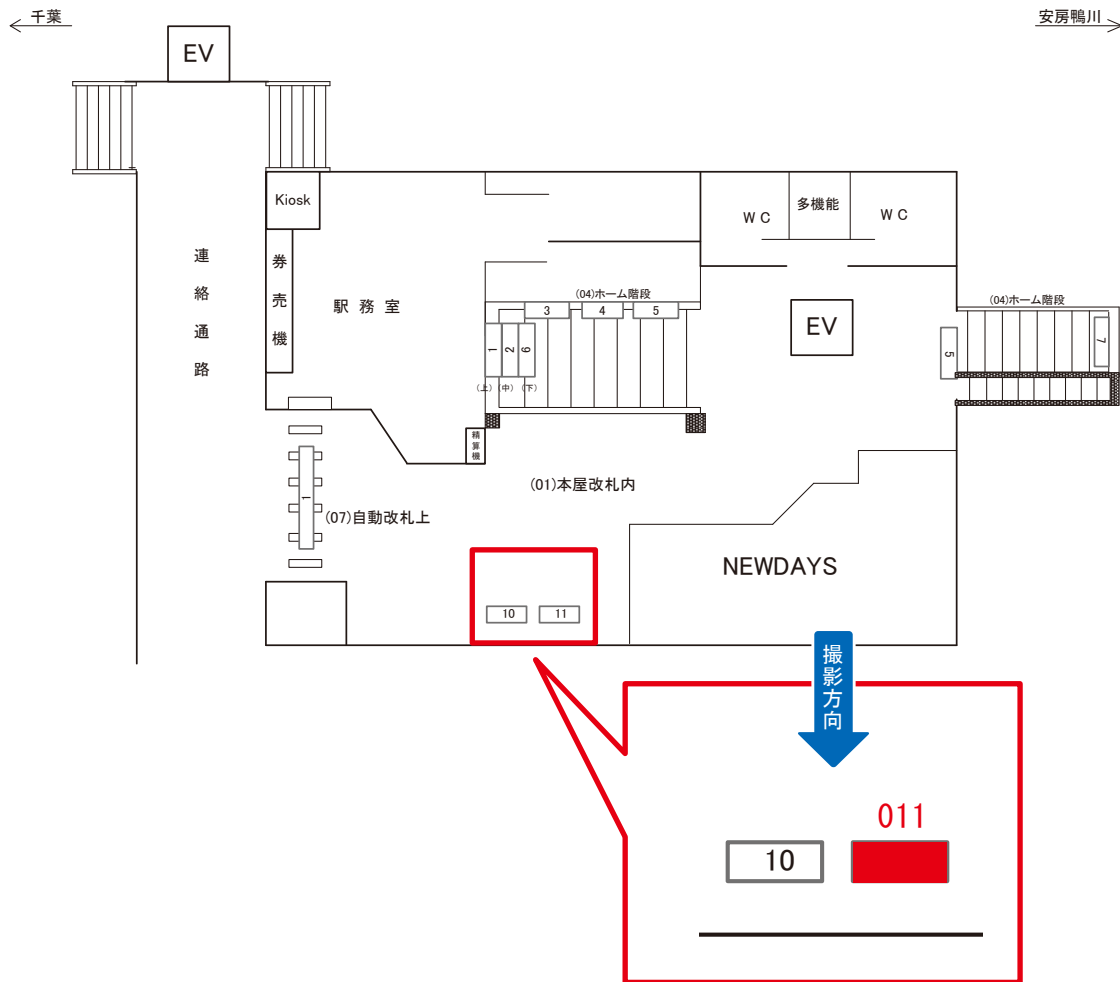 千葉
安房鴨川
EV
Kiosk
券売機
連絡通路
駅務室
WC
多機能
WC
(04)ホーム階段
3
4
5
1
2
6
(上)
(中)
(下)
EV
(04)ホーム階段
5
7
精算機
(01)本屋改札内
1
(07)自動改札上
NEWDAYS
10
11
撮影方向
011
10